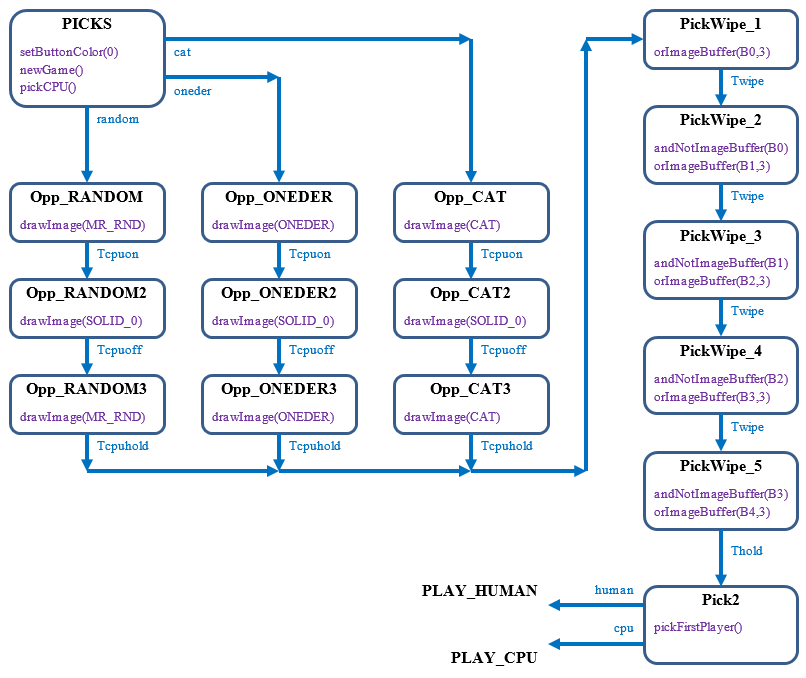 PICKS
setButtonColor(0)
newGame()
pickCPU()
cat
oneder
random
Opp_RANDOM
drawImage(MR_RND)
Tcpuon
Opp_RANDOM2
drawImage(SOLID_0)
Tcpuoff
Opp_RANDOM3
drawImage(MR_RND)
Tcpuhold
Opp_ONEDER
drawImage(ONEDER)
Tcpuon
Opp_ONEDER2
drawImage(SOLID_0)
Tcpuoff
Opp_ONEDER3
drawImage(ONEDER)
Tcpuhold
Opp_CAT
drawImage(CAT)
Tcpuon
Opp_CAT2
drawImage(SOLID_0)
Tcpuoff
Opp_CAT3
drawImage(CAT)
Tcpuhold
PickWipe_1
orImageBuffer(B0,3)
Twipe
PickWipe_2
andNotImageBuffer(B0)
orImageBuffer(B1,3)
Twipe
PickWipe_3
andNotImageBuffer(B1)
orImageBuffer(B2,3)
Twipe
PickWipe_4
andNotImageBuffer(B2)
orImageBuffer(B3,3)
Twipe
PickWipe_5
andNotImageBuffer(B3)
orImageBuffer(B4,3)
Thold
Pick2
pickFirstPlayer()
human
PLAY_HUMAN
cpu
PLAY_CPU